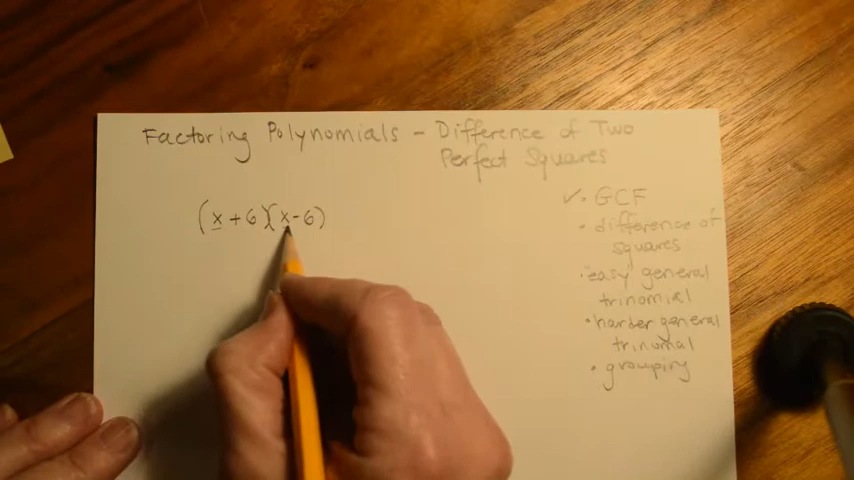 Factoring Polynomials - Difference of Two
Perfect Squares
(x + 6)(x - 6)
✓ • GCF
• difference of
squares
• easy general
trinomial
• harder general
trinomial
• grouping